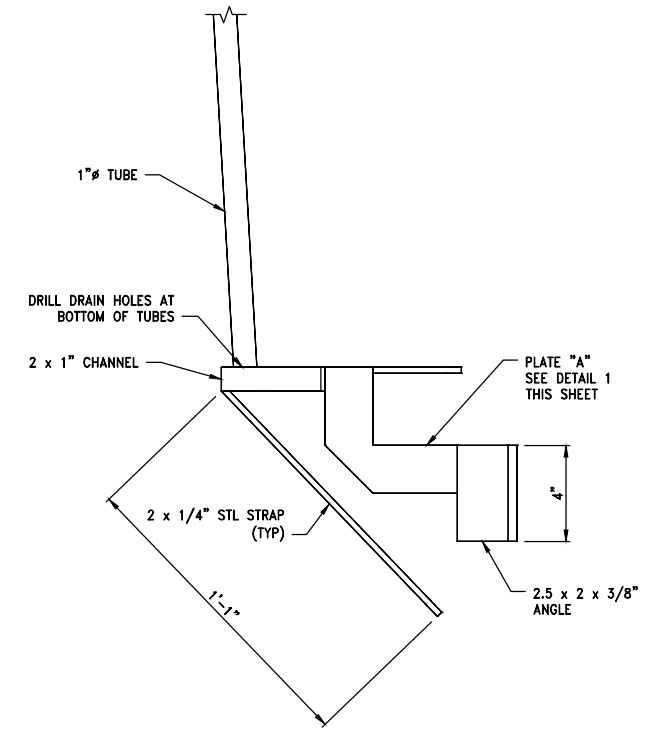 1"ø TUBE
DRILL DRAIN HOLES AT
BOTTOM OF TUBES
2 x 1" CHANNEL
PLATE "A"
SEE DETAIL 1
THIS SHEET
4"
2 x 1/4" STL STRAP
(TYP)
1'-1"
2.5 x 2 x 3/8"
ANGLE